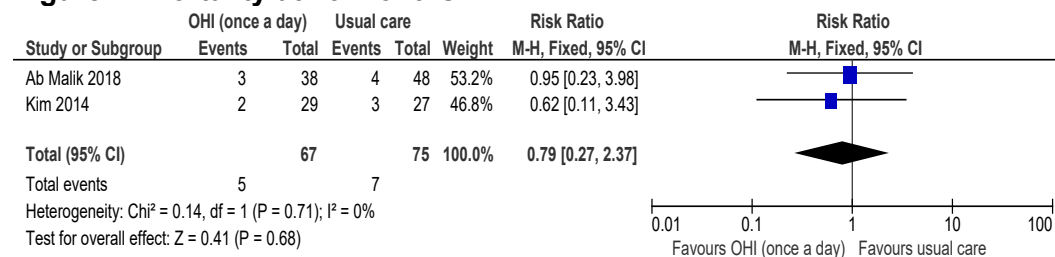 OHI (once a day) Usual care Risk Ratio Risk Ratio
Study or Subgroup Events Total Events Total Weight M-H, Fixed, 95% CI M-H, Fixed, 95% CI
Ab Malik 2018 3 38 4 48 53.2% 0.95 [0.23, 3.98]
Kim 2014 2 29 3 27 46.8% 0.62 [0.11, 3.43]
Total (95% CI) 67 75 100.0% 0.79 [0.27, 2.37]
Total events 5 7
Heterogeneity: Chi² = 0.14, df = 1 (P = 0.71); I² = 0%
Test for overall effect: Z = 0.41 (P = 0.68)
0.01 0.1 1 10 100
Favours OHI (once a day) Favours usual care